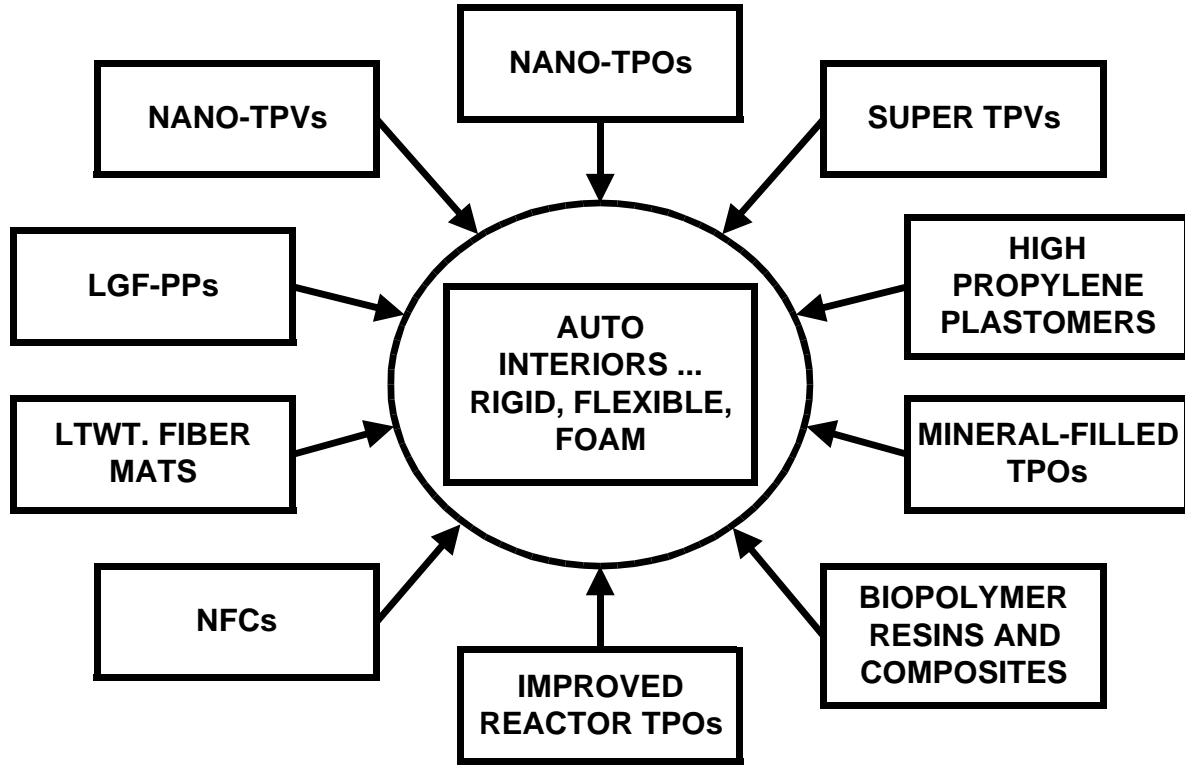 NANO-TPOs
NANO-TPVs
SUPER TPVs
LGF-PPs
HIGH
PROPYLENE
PLASTOMERS
AUTO
INTERIORS ...
RIGID, FLEXIBLE,
FOAM
LTWT. FIBER
MATS
MINERAL-FILLED
TPOs
NFCs
BIOPOLYMER
RESINS AND
COMPOSITES
IMPROVED
REACTOR TPOs